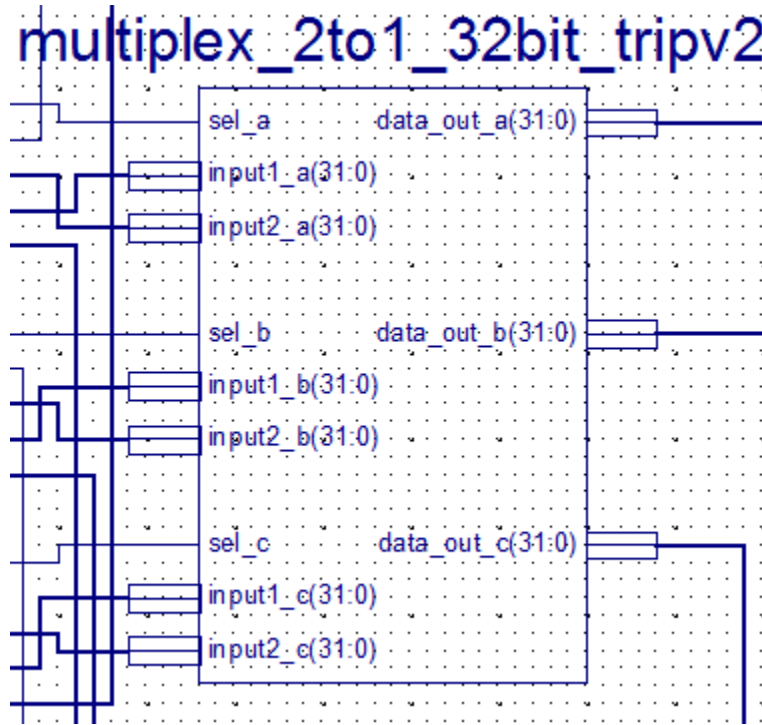 multiplex_2to1_32bit_tripv2
sel_a data_out_a(31:0)
input1_a(31:0)
input2_a(31:0)
sel_b data_out_b(31:0)
input1_b(31:0)
input2_b(31:0)
sel_c data_out_c(31:0)
input1_c(31:0)
input2_c(31:0)